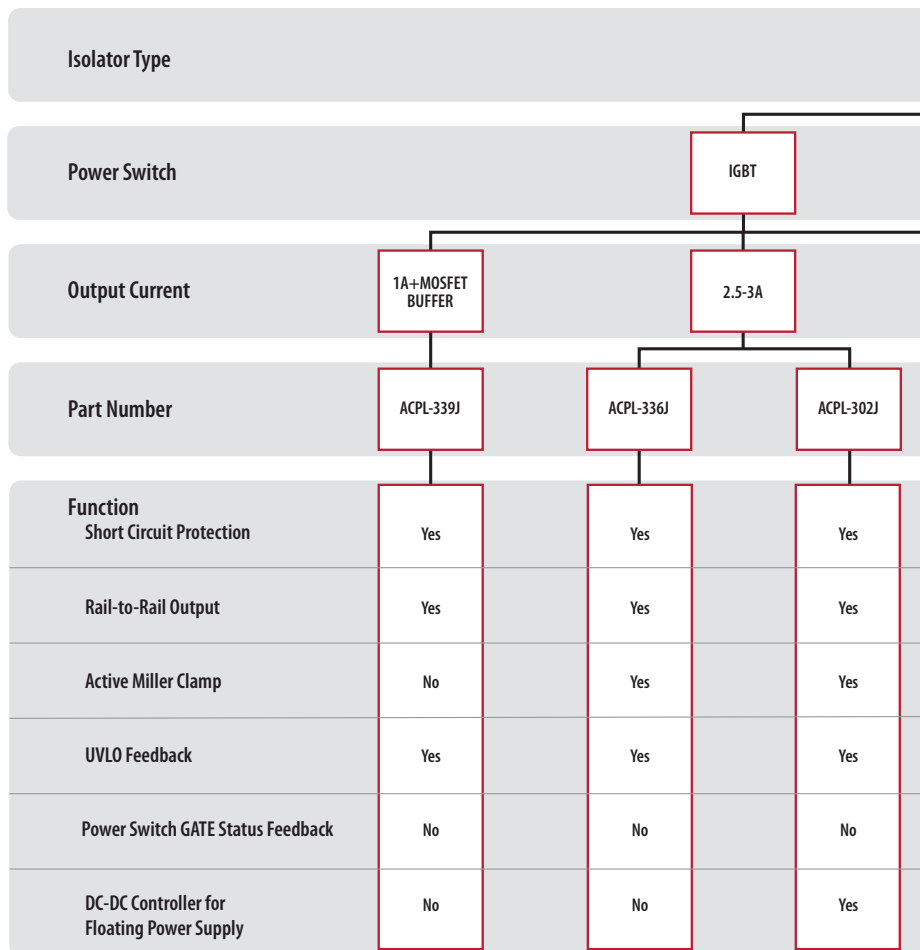 Isolator Type
Power Switch
IGBT
Output Current
1A+MOSFET
BUFFER
2.5-3A
Part Number
ACPL-339J
ACPL-336J
ACPL-302J
Function
Short Circuit Protection
Yes
Yes
Yes
Rail-to-Rail Output
Yes
Yes
Yes
Active Miller Clamp
No
Yes
Yes
UVLO Feedback
Yes
Yes
Yes
Power Switch GATE Status Feedback
No
No
No
DC-DC Controller for
Floating Power Supply
No
No
Yes